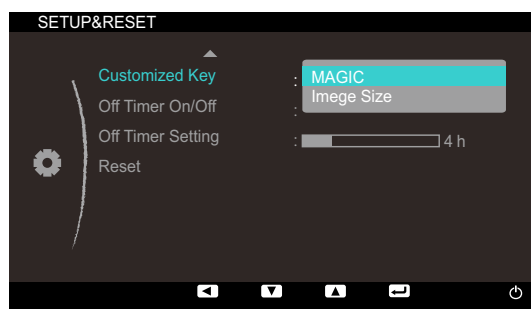 SETUP&RESET
Customized Key : MAGIC
Imege Size
Off Timer On/Off :
Off Timer Setting : 4 h
Reset